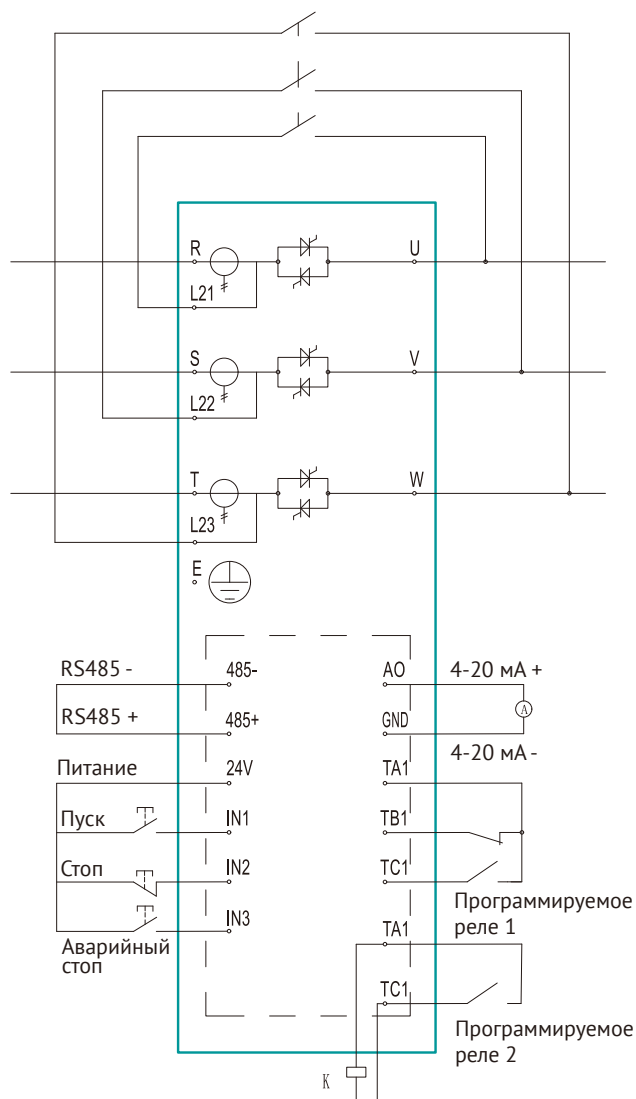 R
U
L21
S
V
L22
T
W
L23
E
RS485 -
485-
AO
4-20 мА +
A
RS485 +
485+
GND
4-20 мА -
Питание
24V
TA1
Пуск
IN1
TB1
Стоп
IN2
TC1
Программируемое
реле 1
IN3
Аварийный
стоп
TA1
TC1
Программируемое
реле 2
K